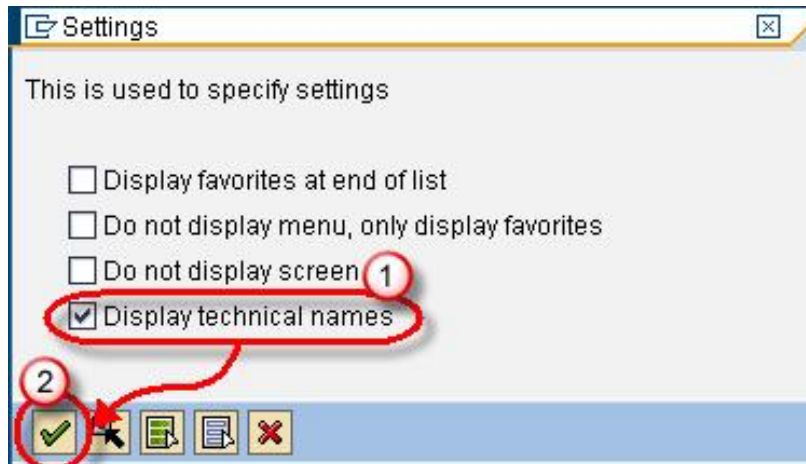 Settings
This is used to specify settings
Display favorites at end of list
Do not display menu, only display favorites
Do not display screen
1
Display technical names
2